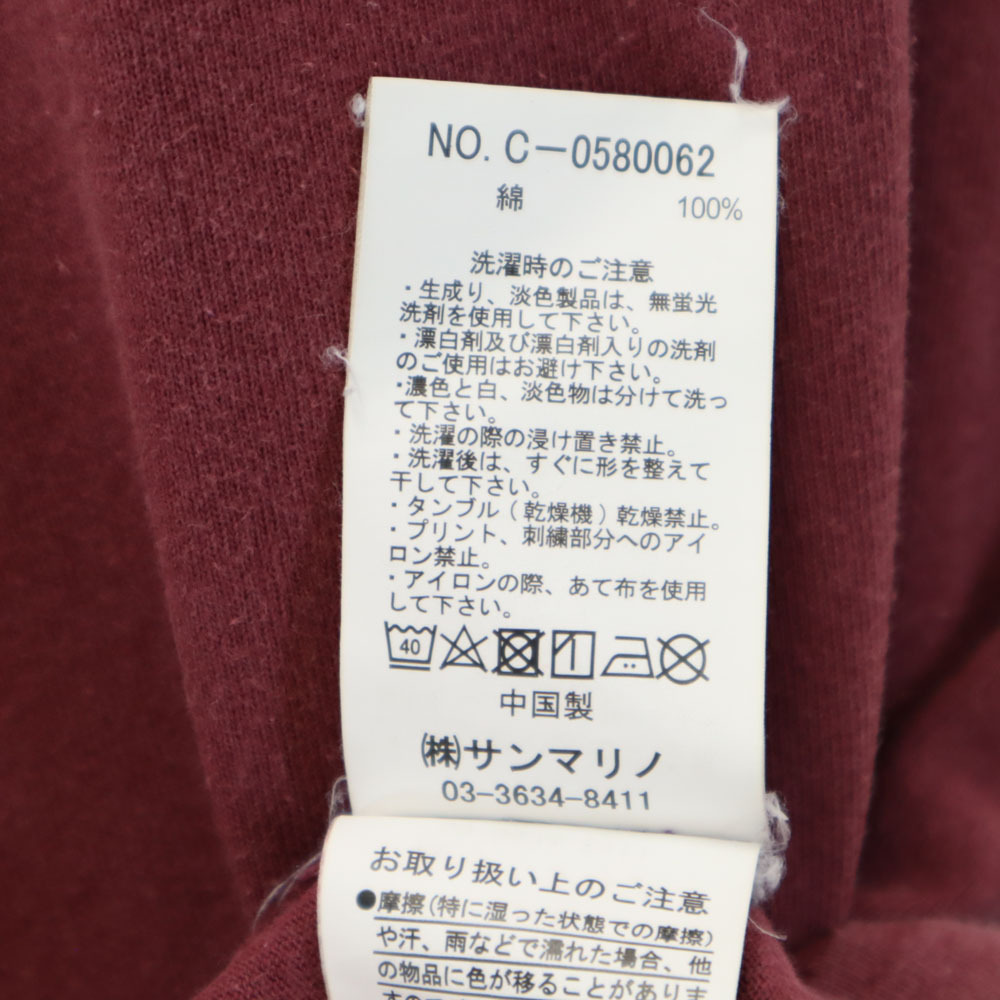 NO. C-0580062
綿 100%
洗濯時のご注意
・生成り、淡色製品は、無蛍光
洗剤を使用して下さい。
・漂白剤及び漂白剤入りの洗剤
のご使用はお避け下さい。
・濃色と白、淡色物は分けて洗っ
て下さい。
・洗濯の際の浸け置き禁止。
・洗濯後は、すぐに形を整えて
干して下さい。
・タンブル(乾燥機)乾燥禁止。
・プリント、刺繍部分へのアイ
ロン禁止。
・アイロンの際、あて布を使用
して下さい。
40
中国製
㈱サンマリノ
03-3634-8411
お取り扱い上のご注意
●摩擦(特に湿った状態での摩擦)
や汗、雨などで濡れた場合、他
の物品に色が移ることがありま